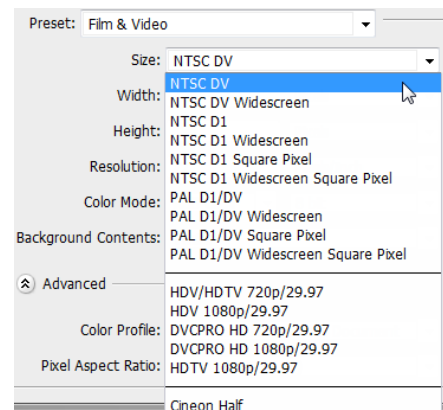 Preset: Film & Video
Size: NTSC DV
NTSC DV
Width:
NTSC DV Widescreen
NTSC D1
Height:
NTSC D1 Widescreen
NTSC D1 Square Pixel
Resolution:
NTSC D1 Widescreen Square Pixel
Color Mode:
PAL D1/DV
PAL D1/DV Widescreen
Background Contents:
PAL D1/DV Square Pixel
PAL D1/DV Widescreen Square Pixel
Advanced
HDV/HDTV 720p/29.97
HDV 1080p/29.97
Color Profile:
DVCPRO HD 720p/29.97
DVCPRO HD 1080p/29.97
Pixel Aspect Ratio:
HDTV 1080p/29.97
Cineon Half